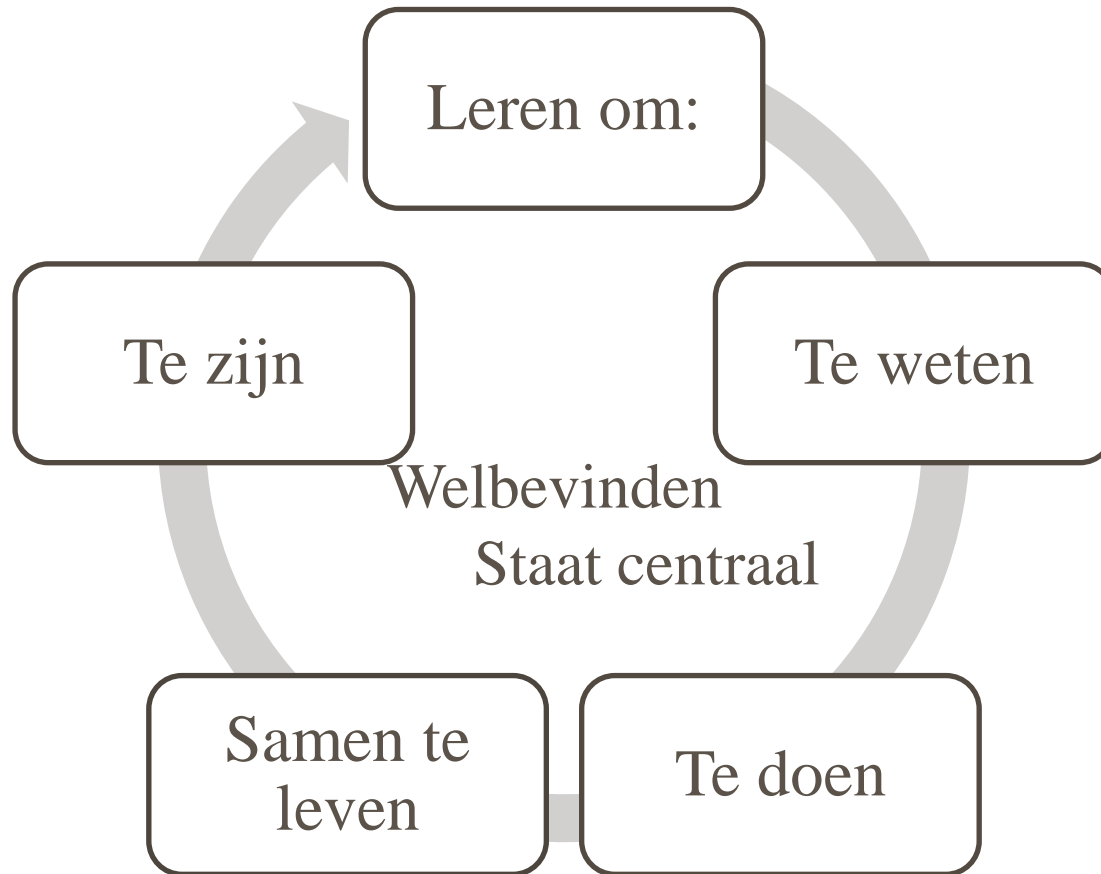 Leren om:
Te weten
Te doen
Samen te
leven
Te zijn
Welbevinden
Staat centraal